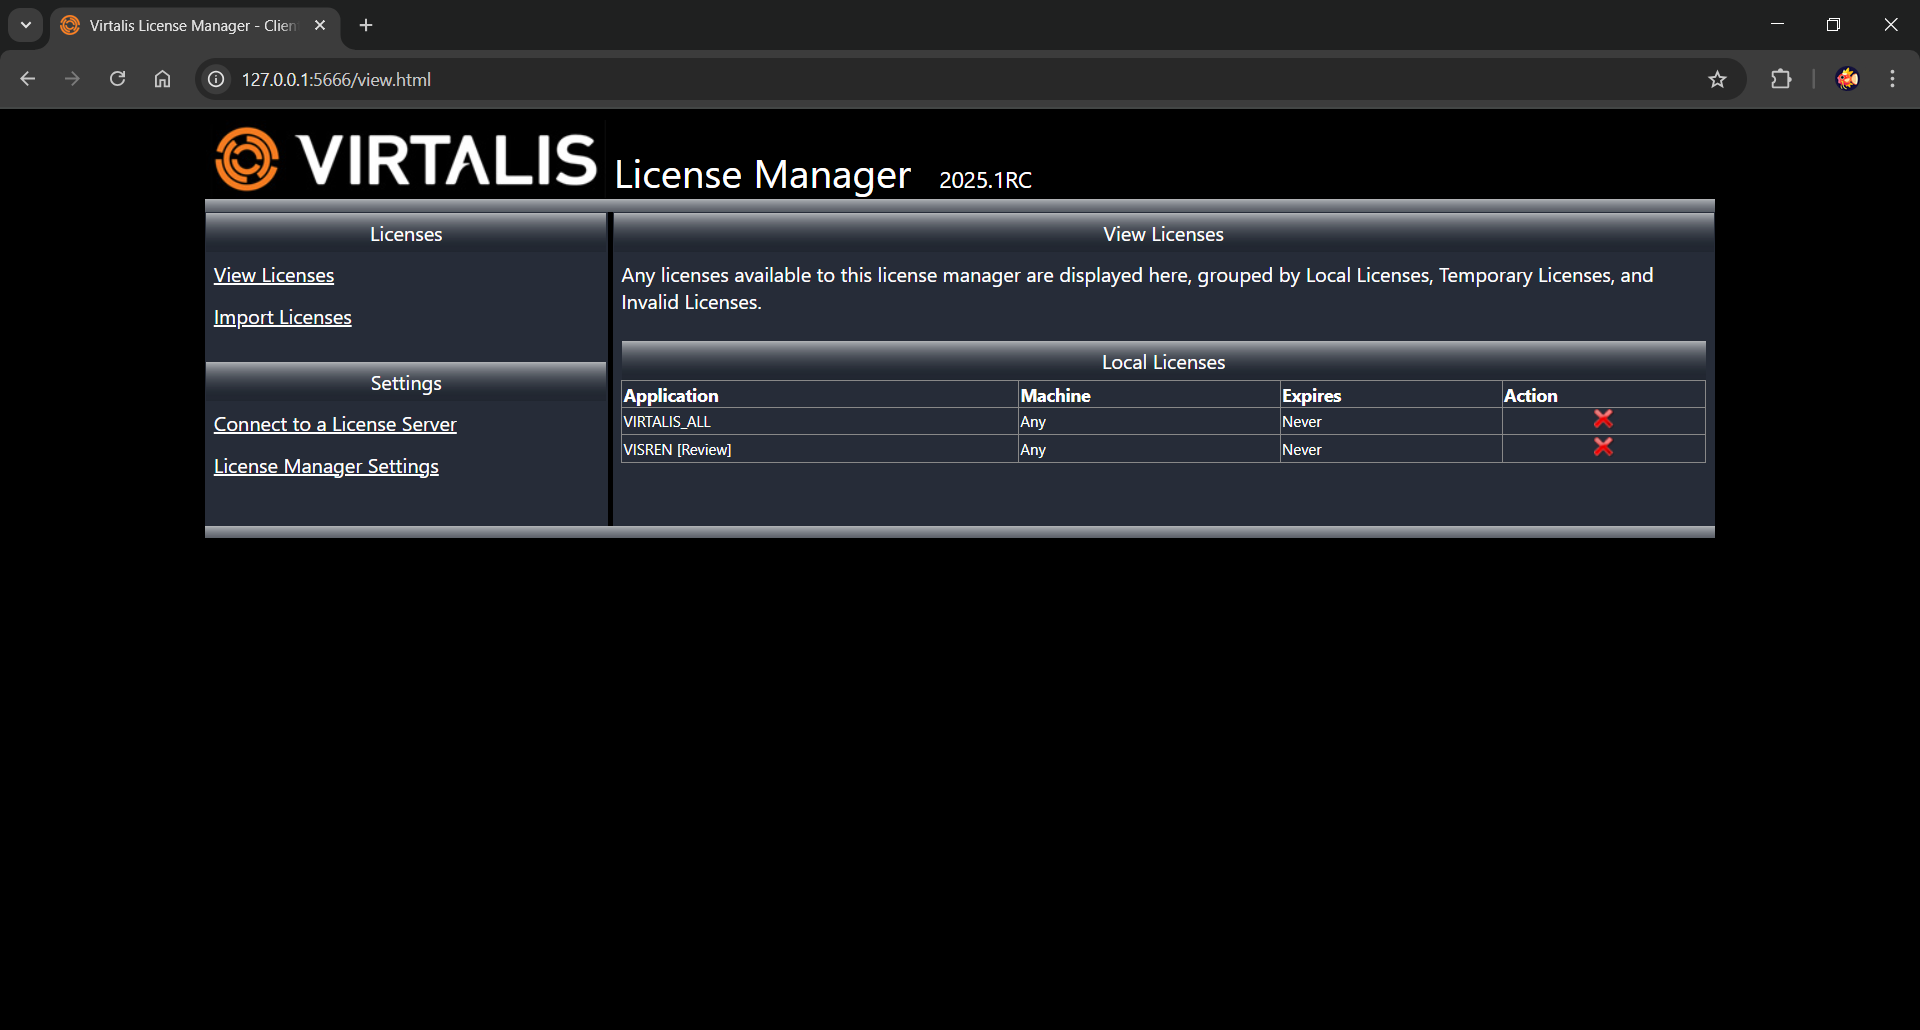 Virtalis License Manager - Clien
127.0.0.1:5666/view.html
VIRTALIS License Manager 2025.1RC
Licenses
View Licenses
Import Licenses
Settings
Connect to a License Server
License Manager Settings
View Licenses
Any licenses available to this license manager are displayed here, grouped by Local Licenses, Temporary Licenses, and
Invalid Licenses.
Local Licenses
Application Machine Expires Action
VIRTALIS_ALL Any Never
VISREN [Review] Any Never